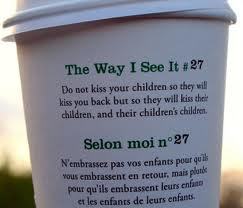 The Way I See It # 27
Do not kiss your children so they will
kiss you back but so they will kiss their
children, and their children's children.
Selon moi n° 27
N'embrassez pas vos enfants pour qu'ils
vous embrassent en retour, mais plutôt
pour qu'ils embrassent leurs enfants
et les enfants de leurs enfants.